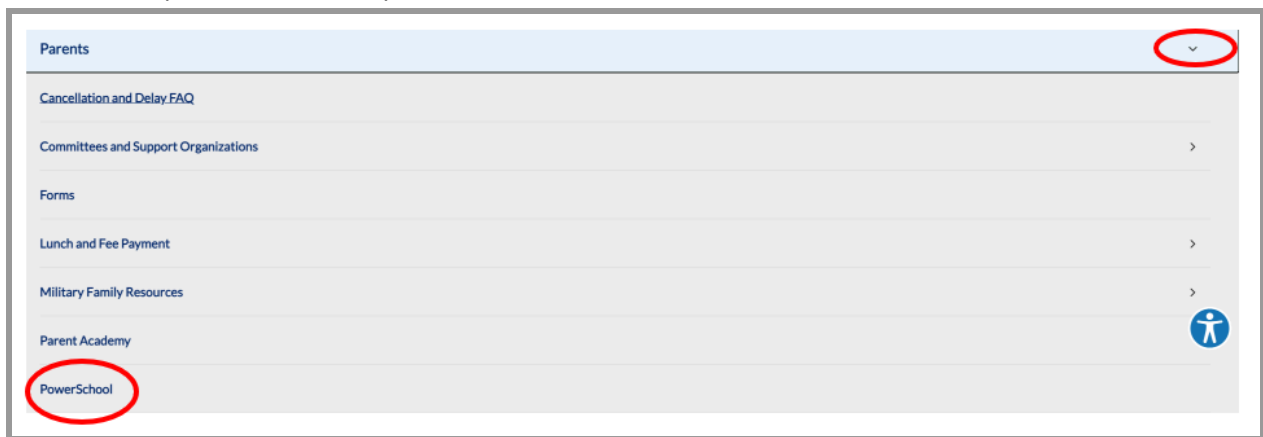 Parents
Cancellation and Delay FAQ
Committees and Support Organizations
Forms
Lunch and Fee Payment
Military Family Resources
Parent Academy
PowerSchool